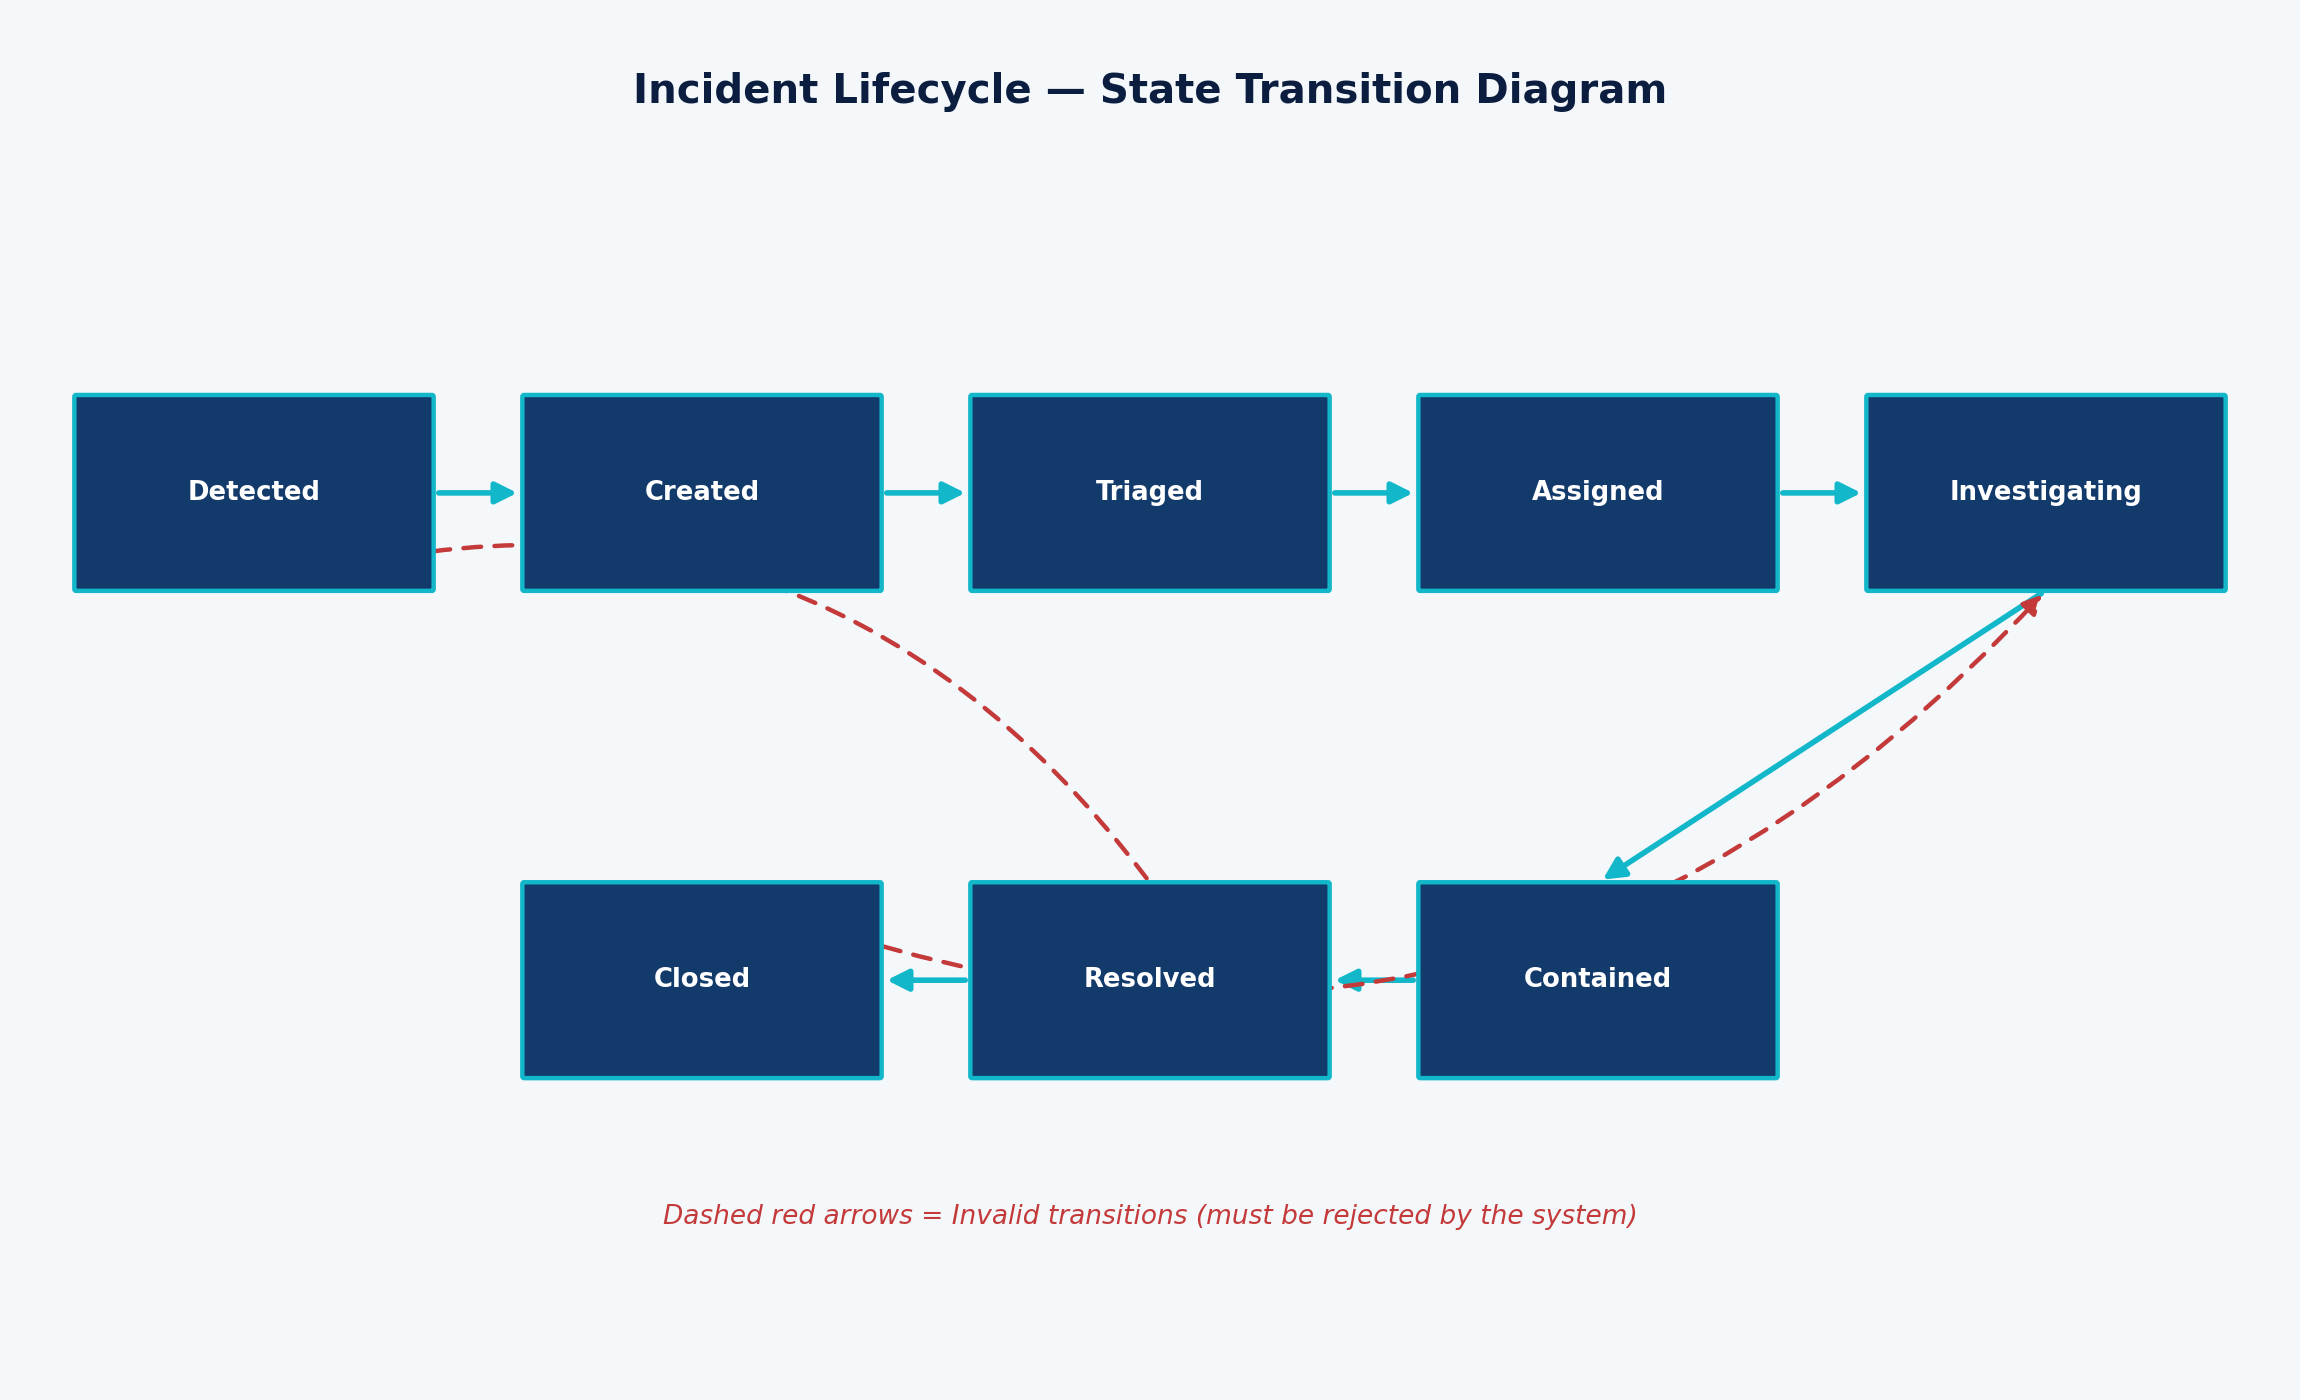 Incident Lifecycle — State Transition Diagram
Detected
Created
Triaged
Assigned
Investigating
Closed
Resolved
Contained
Dashed red arrows = Invalid transitions (must be rejected by the system)